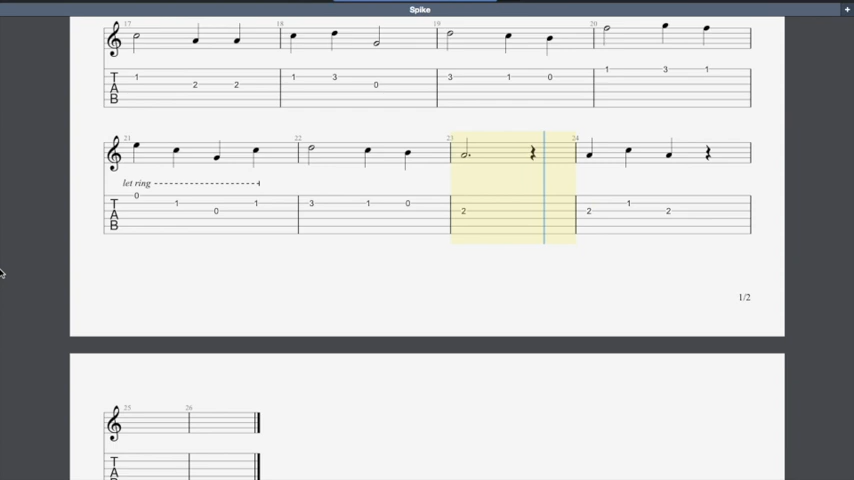 Spike +
17 18 19 20
1 2 2 1 3 0 3 1 0 1 3 1
T
A
B
21 22 23 24
let ring
0 1 0 1 3 1 0 2 2 1 2
T
A
B
1/2
25 26
T
A